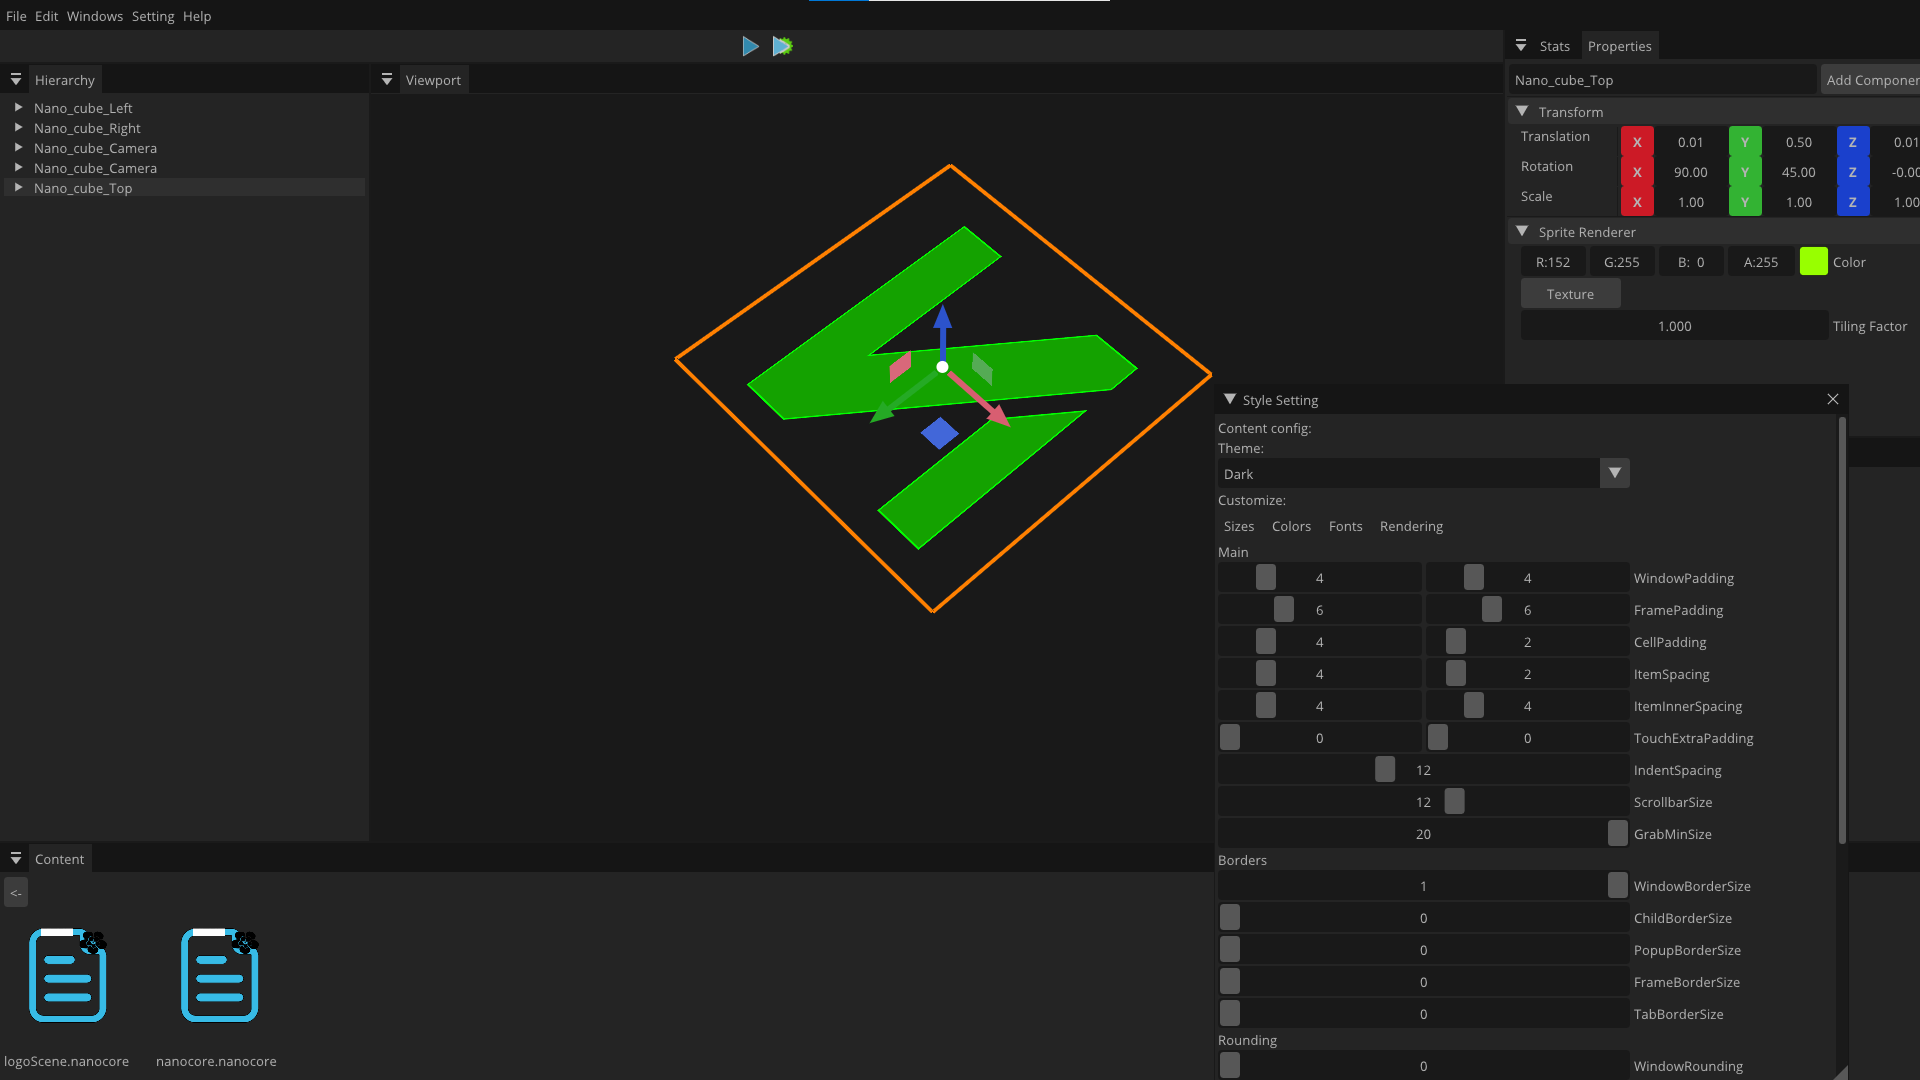 File Edit Windows Setting Help
Stats Properties
Hierarchy
Viewport
Nano_cube_Left
Nano_cube_Right
Nano_cube_Camera
Nano_cube_Camera
Nano_cube_Top
Nano_cube_Top Add Componen
Transform
Translation X 0.01 Y 0.50 Z 0.01
Rotation X 90.00 Y 45.00 Z -0.00
Scale X 1.00 Y 1.00 Z 1.00
Sprite Renderer
R:152 G:255 B: 0 A:255 Color
Texture
1.000 Tiling Factor
Style Setting
Content config:
Theme:
Dark
Customize:
Sizes Colors Fonts Rendering
Main
4 4 WindowPadding
6 6 FramePadding
4 2 CellPadding
4 2 ItemSpacing
4 4 ItemInnerSpacing
0 0 TouchExtraPadding
12 IndentSpacing
12 ScrollbarSize
20 GrabMinSize
Borders
1 WindowBorderSize
0 ChildBorderSize
0 PopupBorderSize
0 FrameBorderSize
0 TabBorderSize
Rounding
0 WindowRounding
Content
<-
logoScene.nanocore
nanocore.nanocore